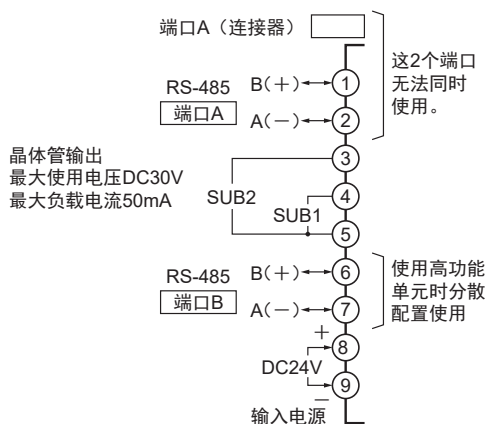 端口A（连接器）
这2个端口
无法同时
使用。
RS-485
端口A
B(＋)
1
A(－)
2
晶体管输出
最大使用电压DC30V
最大负载电流50mA
SUB2
SUB1
3
4
5
RS-485
端口B
B(＋)
6
A(－)
7
使用高功能
单元时分散
配置使用
＋
8
DC24V
9
－
输入电源